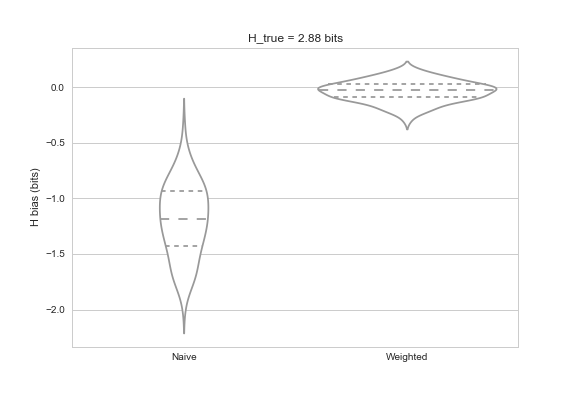 H_true = 2.88 bits
H bias (bits)
0.0
−0.5
−1.0
−1.5
−2.0
Naive
Weighted